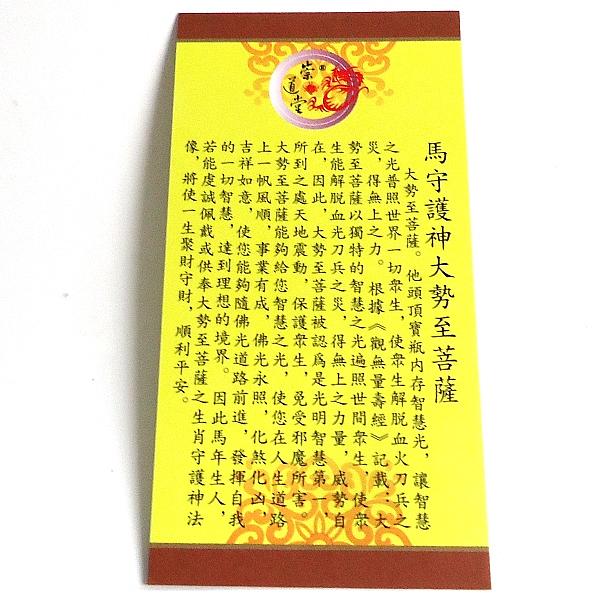 崇道堂
馬守護神大勢至菩薩
大勢至菩薩。他頭頂寶瓶內存智慧光，讓智慧
之光普照世界一切衆生，使衆生解脫血火刀兵之
災，得無上之力。根據《觀無量壽經》記載，大
勢至菩薩以獨特的智慧之光遍照世間衆生，使衆
生能解脫血光刀兵之災，得無上之力量，威勢自
在，因此，大勢至菩薩被認爲是光明智慧第一，
所到之處天地震動，保護衆生，免受邪魔所害。
大勢至菩薩能夠給您智慧之光，使您在人生道路
上一帆風順，事業有成，佛光永照，化煞化凶，
吉祥如意，使您能夠隨佛光道路前進，發揮自我
的一切智慧，達到理想的境界。因此馬年生人，
若能虔誠佩戴或供奉大勢至菩薩之生肖守護神法
像，將使一生聚財守財，順利平安。